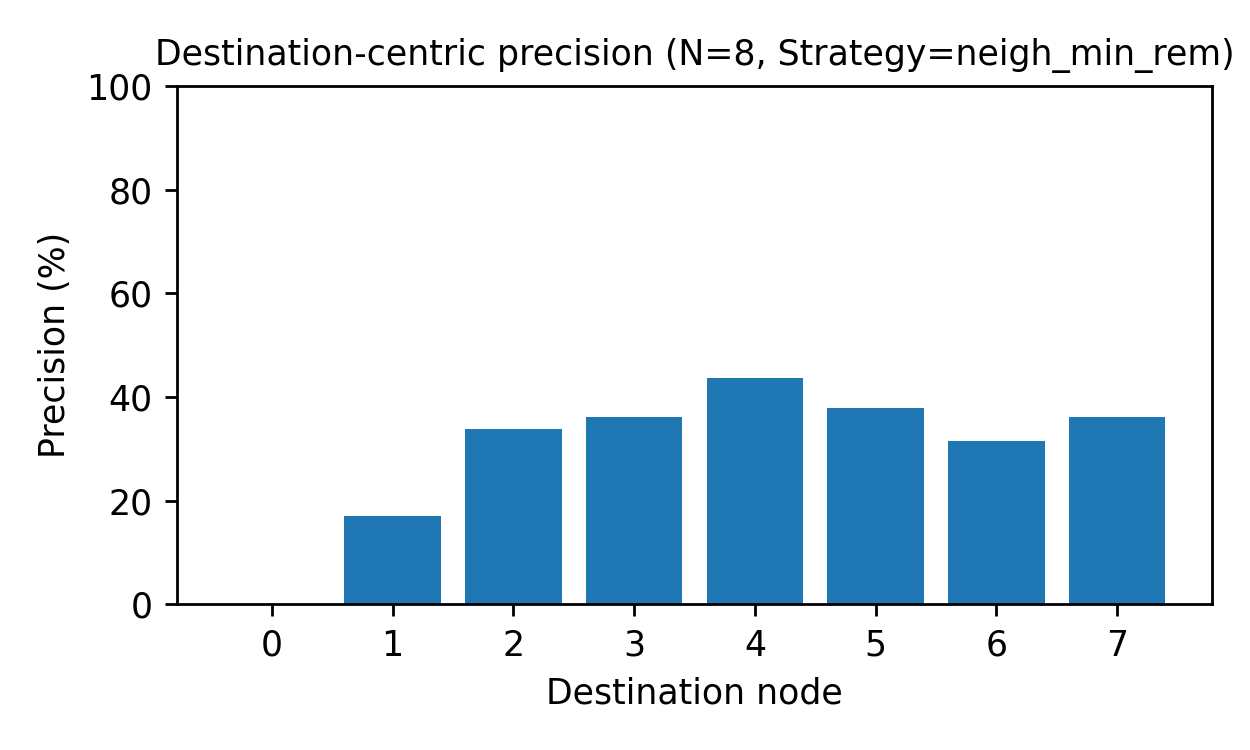 Destination-centric precision (N=8, Strategy=neigh_min_rem)
100
80
60
40
20
0
Precision (%)
0 1 2 3 4 5 6 7
Destination node